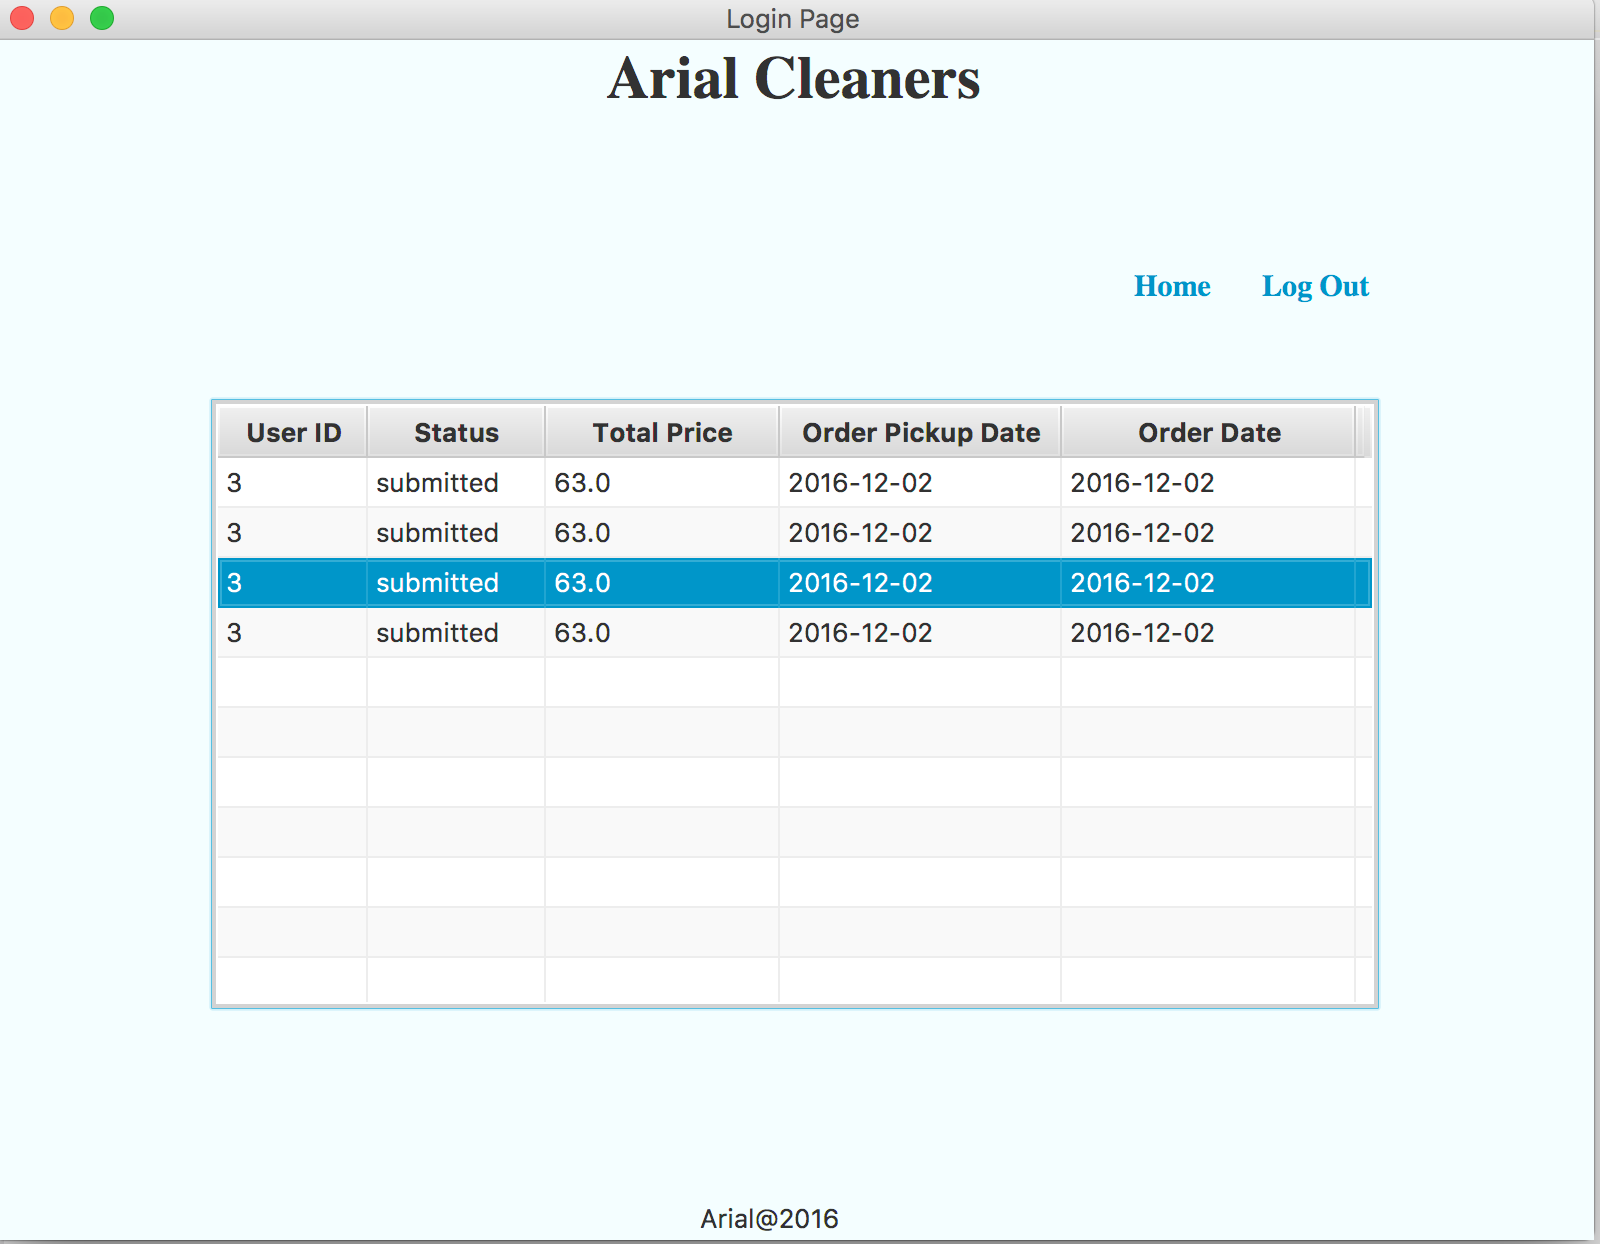 Login Page
Arial Cleaners
Home Log Out
User ID Status Total Price Order Pickup Date Order Date
3 submitted 63.0 2016-12-02 2016-12-02
3 submitted 63.0 2016-12-02 2016-12-02
3 submitted 63.0 2016-12-02 2016-12-02
3 submitted 63.0 2016-12-02 2016-12-02
Arial@2016